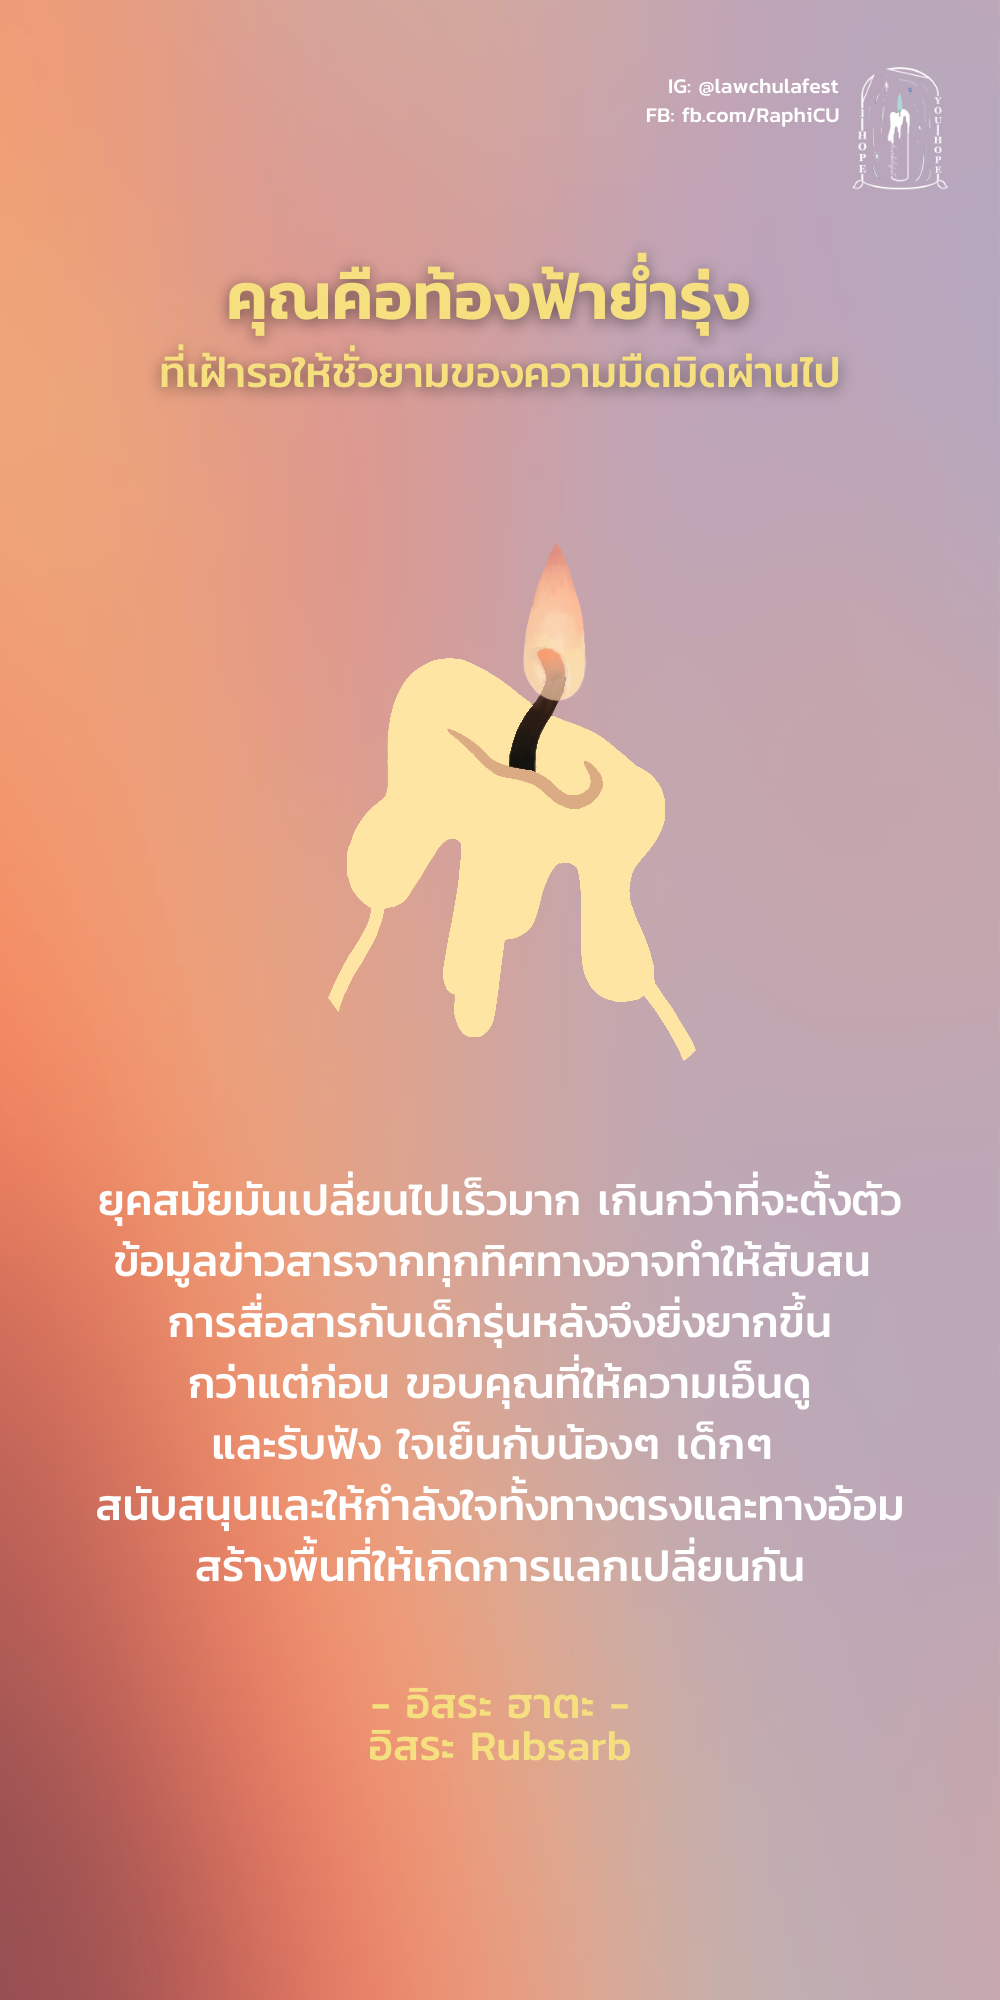 IG: @lawchulafest
FB: fb.com/RaphiCU
I HOPE
YOU HOPE
คุณคือท้องฟ้าย่ำรุ่ง
ที่เฝ้ารอให้ชั่วยามของความมืดมิดผ่านไป
ยุคสมัยมันเปลี่ยนไปเร็วมาก เกินกว่าที่จะตั้งตัว
ข้อมูลข่าวสารจากทุกทิศทางอาจทำให้สับสน
การสื่อสารกับเด็กรุ่นหลังจึงยิ่งยากขึ้น
กว่าแต่ก่อน ขอบคุณที่ให้ความเอ็นดู
และรับฟัง ใจเย็นกับน้องๆ เด็กๆ
สนับสนุนและให้กำลังใจทั้งทางตรงและทางอ้อม
สร้างพื้นที่ให้เกิดการแลกเปลี่ยนกัน
- อิสระ ฮาตะ -
อิสระ Rubsarb